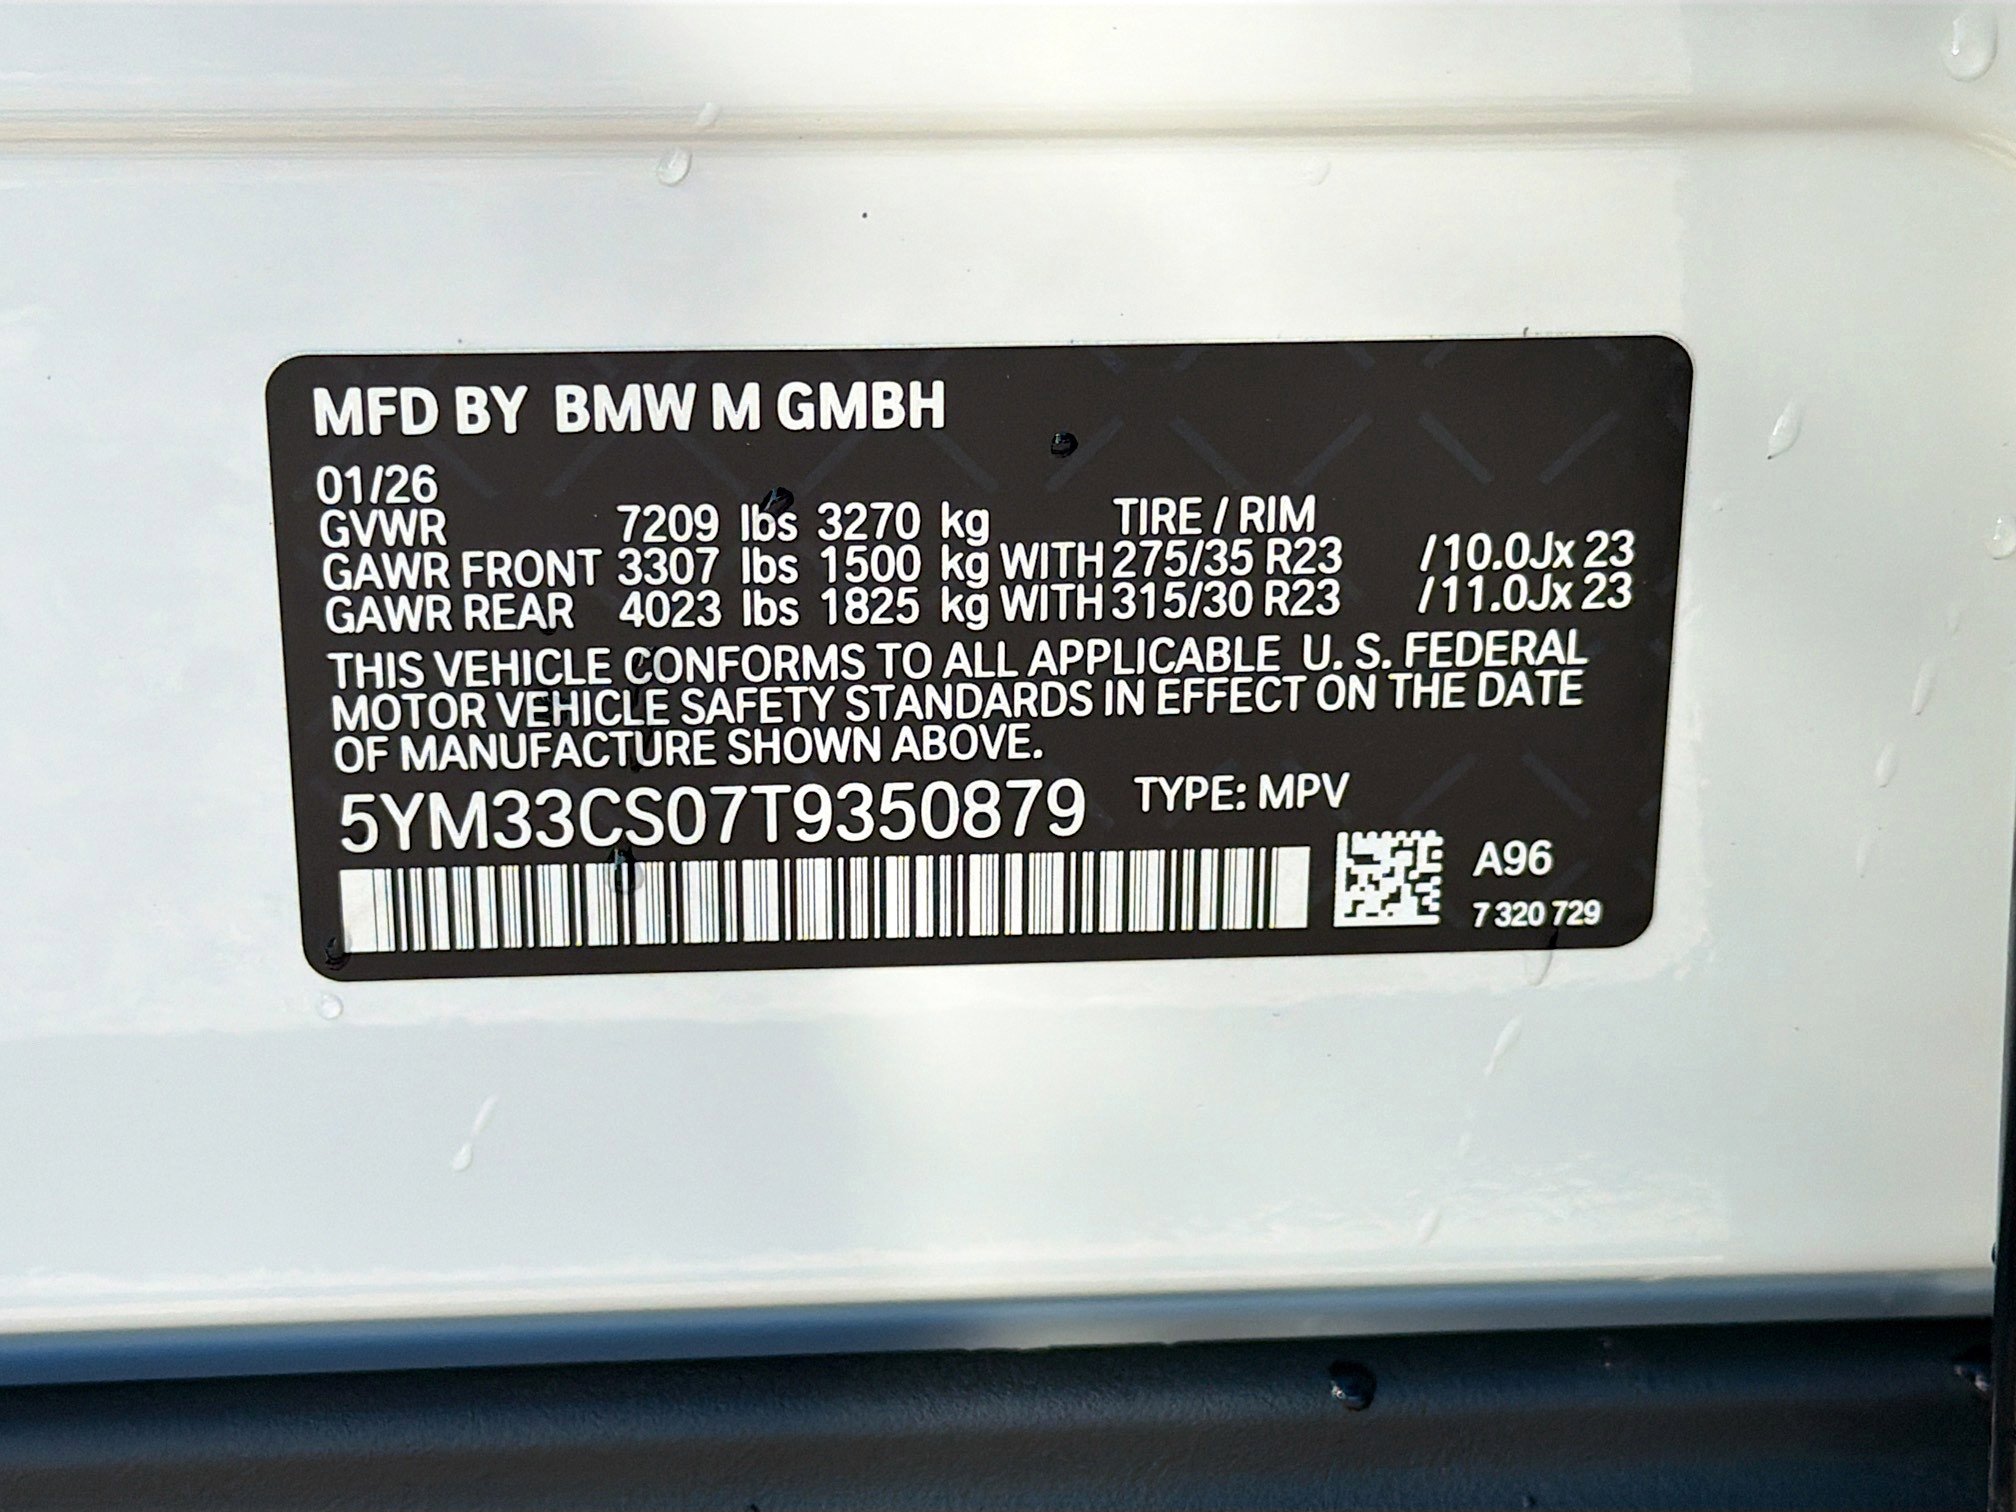 MFD BY BMW M GMBH
01/26
GVWR 7209 lbs 3270 kg TIRE / RIM
GAWR FRONT 3307 lbs 1500 kg WITH 275/35 R23 /10.0Jx 23
GAWR REAR 4023 lbs 1825 kg WITH 315/30 R23 /11.0Jx 23
THIS VEHICLE CONFORMS TO ALL APPLICABLE U. S. FEDERAL
MOTOR VEHICLE SAFETY STANDARDS IN EFFECT ON THE DATE
OF MANUFACTURE SHOWN ABOVE.
5YM33CS07T9350879 TYPE: MPV
A96
7 320 729